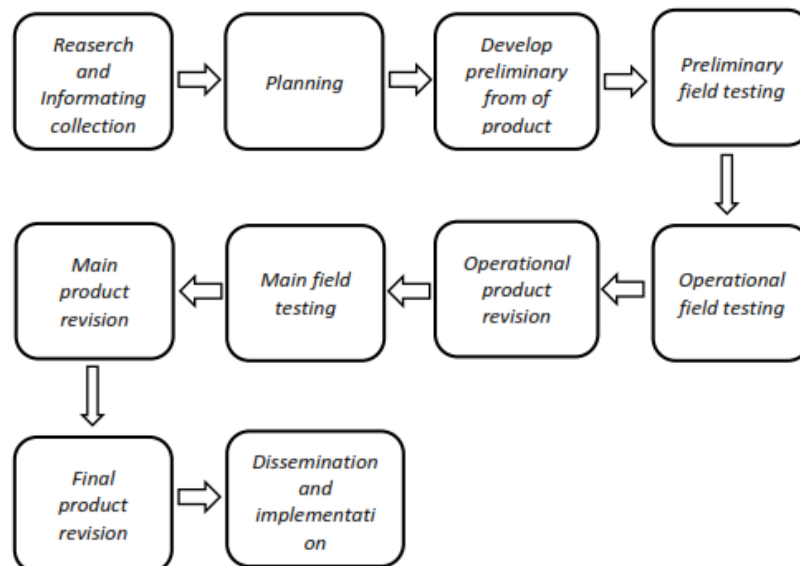 Reaserch
and
Informating
collection
Planning
Develop
preliminary
from of
product
Preliminary
field testing
Operational
field testing
Operational
product
revision
Main field
testing
Main
product
revision
Final
product
revision
Dissemination
and
implementati
on